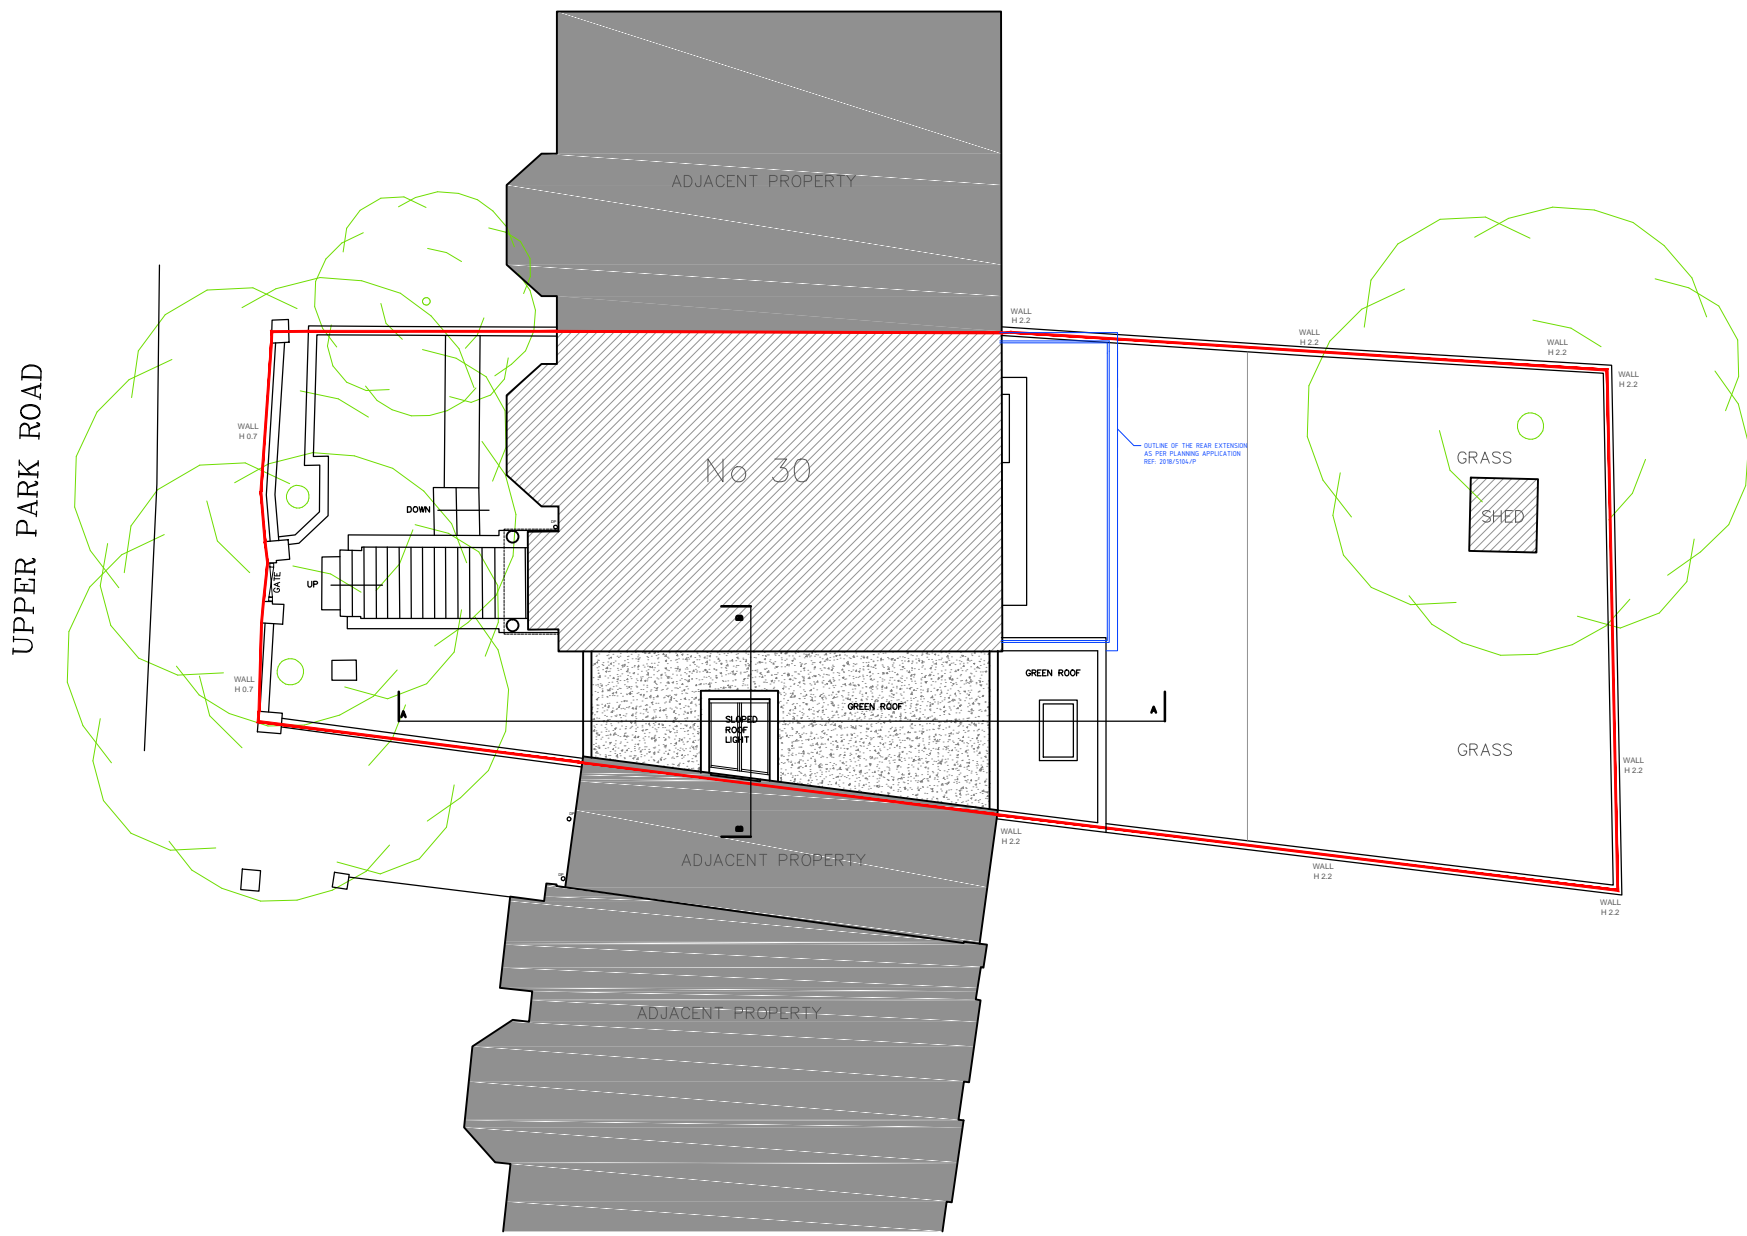 UPPER PARK ROAD
ADJACENT PROPERTY
WALL
H 2.2
WALL
H 2.2
WALL
H 2.2
WALL
H 2.2
WALL
H 0.7
No 30
OUTLINE OF THE REAR EXTENSION
AS PER PLANNING APPLICATION
REF: 2018/5104/P
GRASS
SHED
DOWN
GATE
UP
WALL
H 0.7
GREEN ROOF
GREEN ROOF
A
A
B
SLOPED
ROOF
LIGHT
GRASS
WALL
H 2.2
B
WALL
H 2.2
ADJACENT PROPERTY
WALL
H 2.2
WALL
H 2.2
ADJACENT PROPERTY